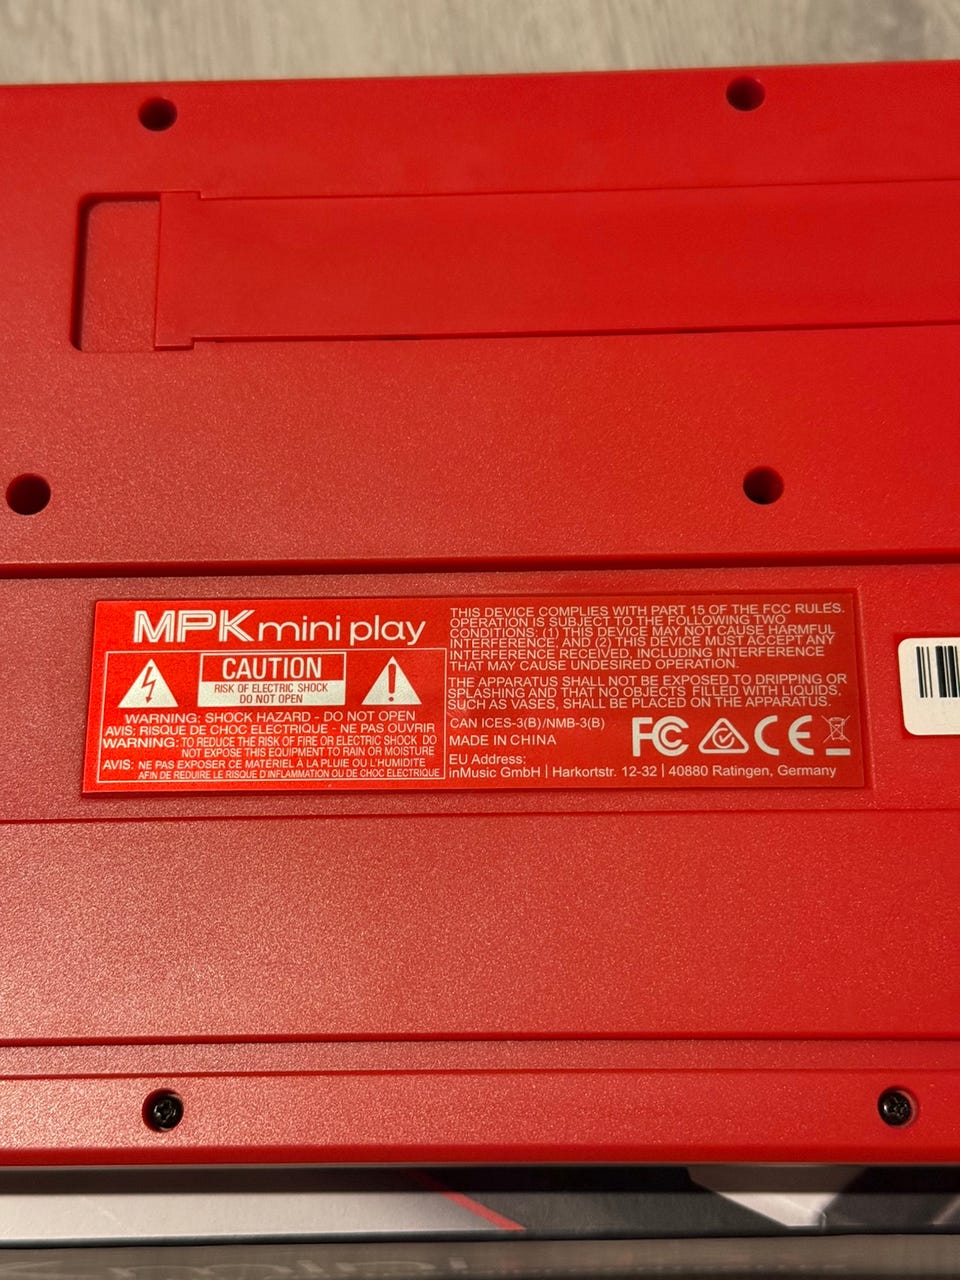 MPK mini play
CAUTION
RISK OF ELECTRIC SHOCK
DO NOT OPEN
WARNING: SHOCK HAZARD - DO NOT OPEN
AVIS: RISQUE DE CHOC ELECTRIQUE - NE PAS OUVRIR
WARNING: TO REDUCE THE RISK OF FIRE OR ELECTRIC SHOCK DO
NOT EXPOSE THIS EQUIPMENT TO RAIN OR MOISTURE
AVIS: NE PAS EXPOSER CE MATÉRIEL À LA PLUIE OU L'HUMIDITE
AFIN DE REDUIRE LE RISQUE D'INFLAMMATION OU DE CHOC ELECTRIQUE
THIS DEVICE COMPLIES WITH PART 15 OF THE FCC RULES.
OPERATION IS SUBJECT TO THE FOLLOWING TWO
CONDITIONS: (1) THIS DEVICE MAY NOT CAUSE HARMFUL
INTERFERENCE, AND (2) THIS DEVICE MUST ACCEPT ANY
INTERFERENCE RECEIVED, INCLUDING INTERFERENCE
THAT MAY CAUSE UNDESIRED OPERATION.
THE APPARATUS SHALL NOT BE EXPOSED TO DRIPPING OR
SPLASHING AND THAT NO OBJECTS FILLED WITH LIQUIDS,
SUCH AS VASES, SHALL BE PLACED ON THE APPARATUS.
CAN ICES-3(B)/NMB-3(B)
MADE IN CHINA
FC CE
EU Address:
inMusic GmbH | Harkortstr. 12-32 | 40880 Ratingen, Germany